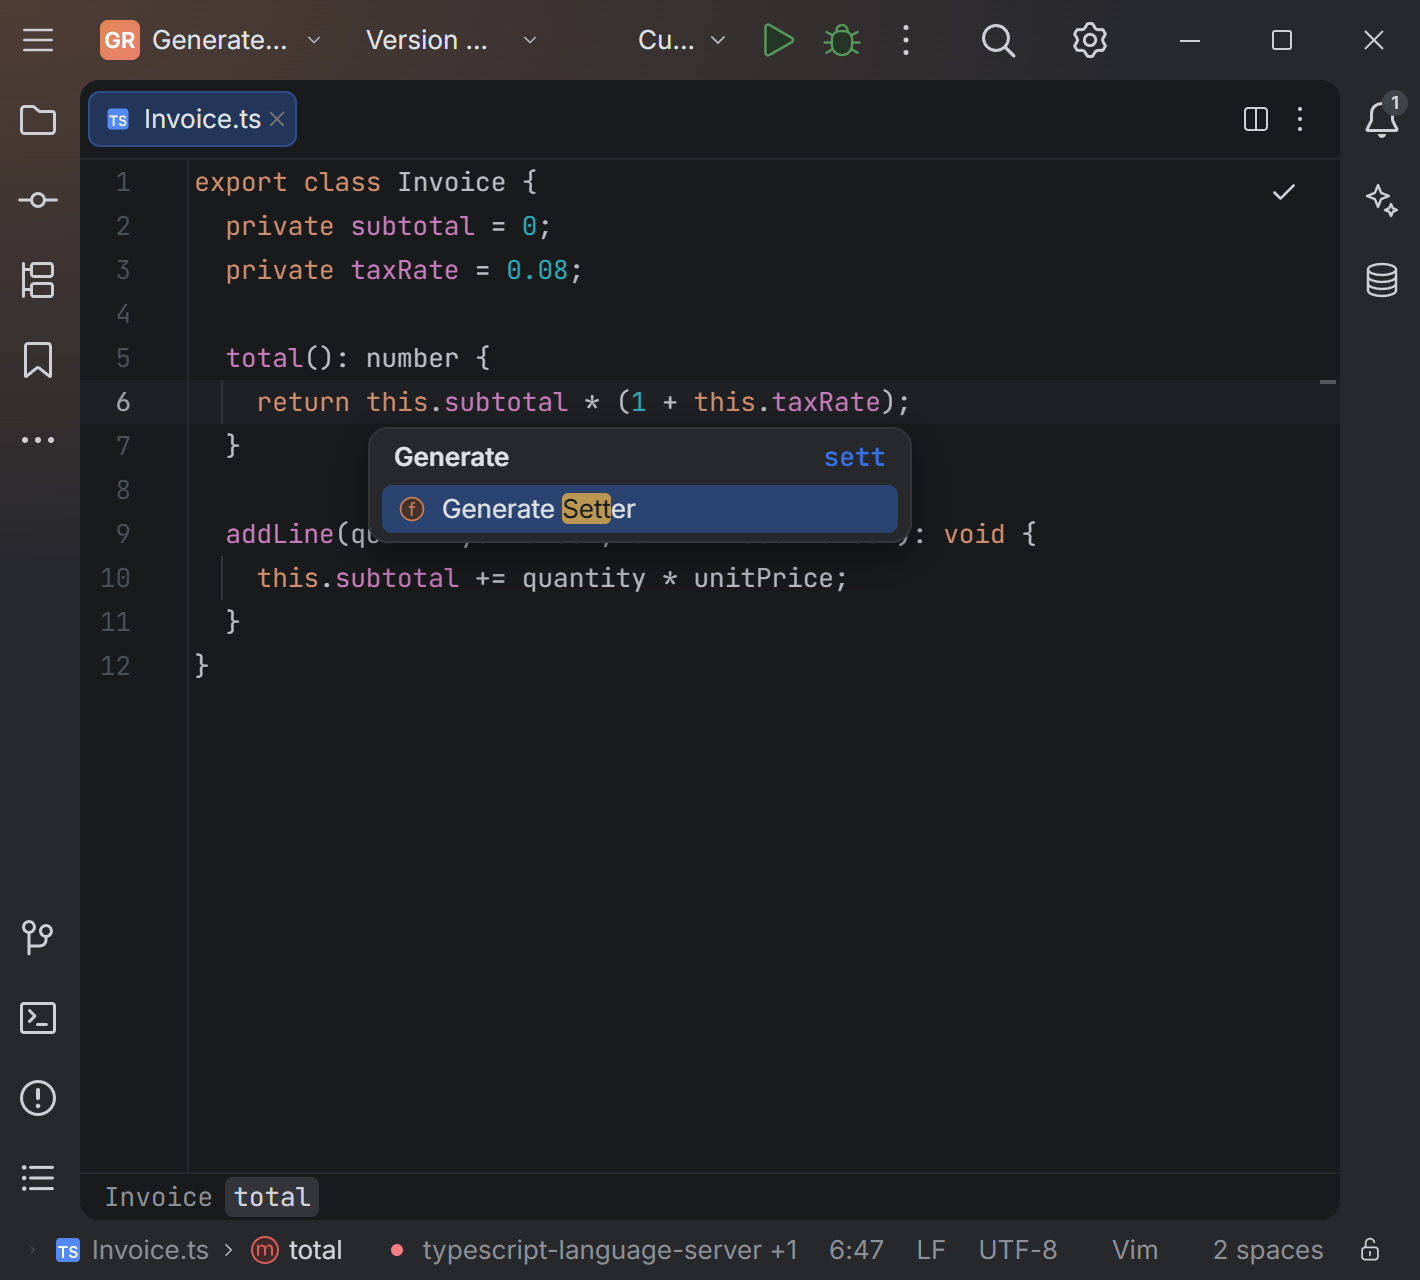 GR Generate... Version ... Cu...
TS Invoice.ts
1
1 export class Invoice {
2 private subtotal = 0;
3 private taxRate = 0.08;
4
5 total(): number {
6 return this.subtotal * (1 + this.taxRate);
7 }
Generate sett
8
f Generate Setter
9 addLine( : void {
10 this.subtotal += quantity * unitPrice;
11 }
12 }
Invoice total
TS Invoice.ts › m total typescript-language-server +1 6:47 LF UTF-8 Vim 2 spaces